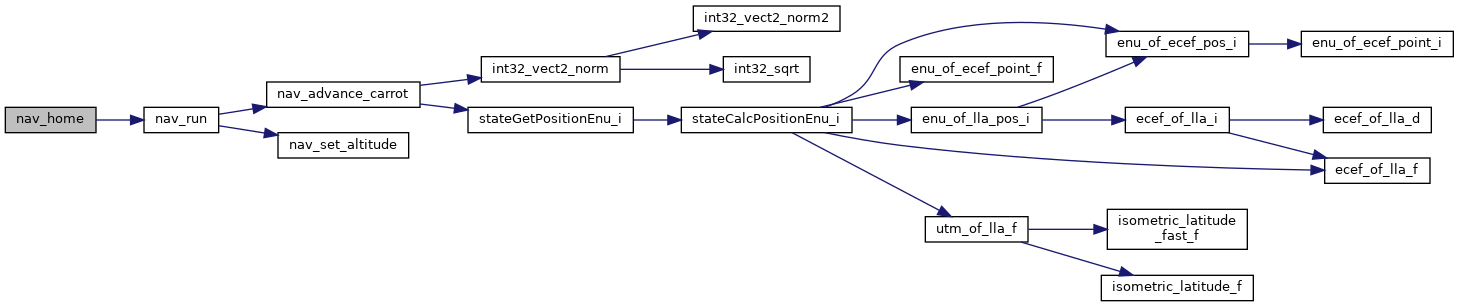 nav_home
nav_run
nav_advance_carrot
nav_set_altitude
int32_vect2_norm
stateGetPositionEnu_i
int32_vect2_norm2
int32_sqrt
stateCalcPositionEnu_i
enu_of_ecef_point_f
enu_of_lla_pos_i
utm_of_lla_f
enu_of_ecef_pos_i
ecef_of_lla_i
isometric_latitude
_fast_f
isometric_latitude_f
enu_of_ecef_point_i
ecef_of_lla_d
ecef_of_lla_f